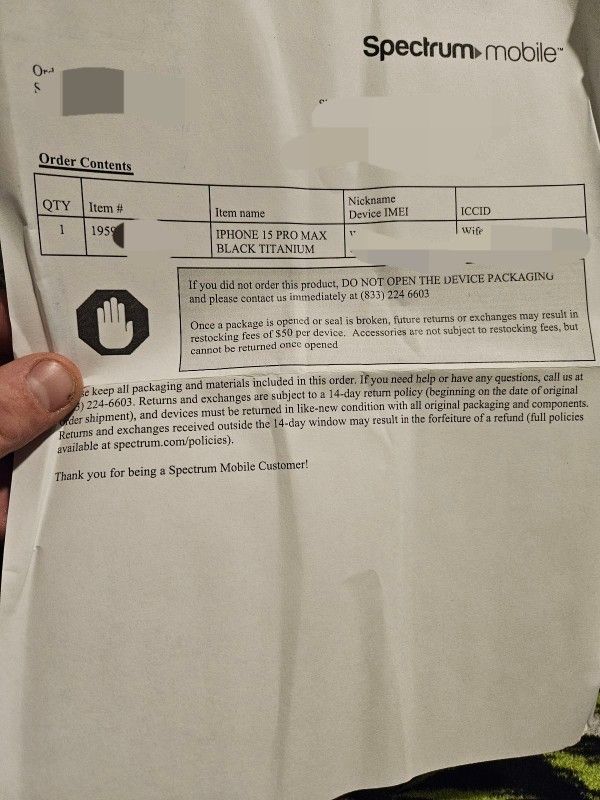 Spectrum mobile™
Order Contents
QTY Item # Item name Nickname Device IMEI ICCID
1 1959 IPHONE 15 PRO MAX BLACK TITANIUM Wife
If you did not order this product, DO NOT OPEN THE DEVICE PACKAGING
and please contact us immediately at (833) 224 6603
Once a package is opened or seal is broken, future returns or exchanges may result in
restocking fees of $50 per device. Accessories are not subject to restocking fees, but
cannot be returned once opened
keep all packaging and materials included in this order. If you need help or have any questions, call us at
224-6603. Returns and exchanges are subject to a 14-day return policy (beginning on the date of original
order shipment), and devices must be returned in like-new condition with all original packaging and components.
Returns and exchanges received outside the 14-day window may result in the forfeiture of a refund (full policies
available at spectrum.com/policies).
Thank you for being a Spectrum Mobile Customer!